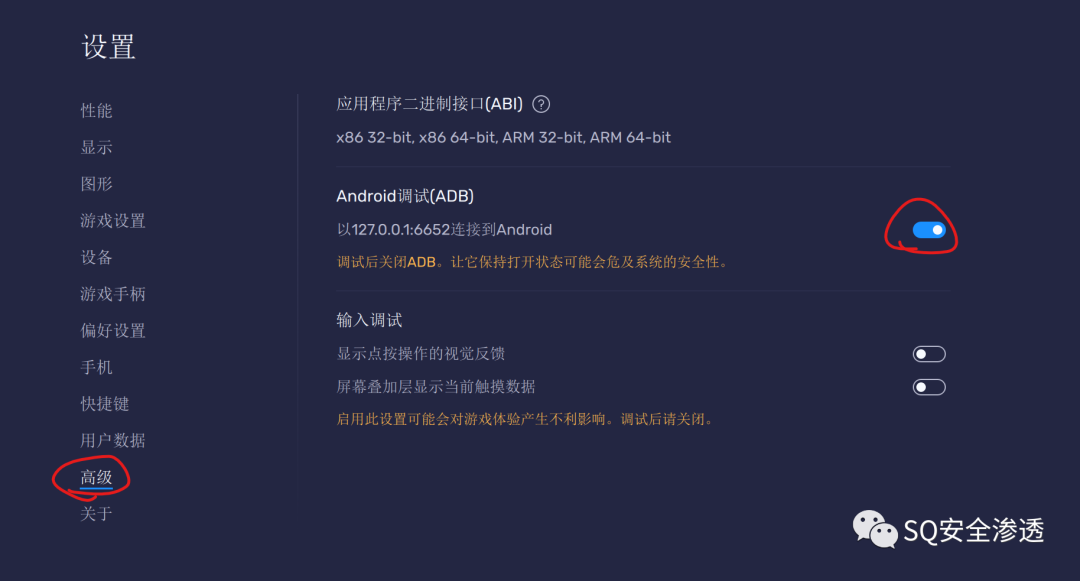 设置
性能
显示
图形
游戏设置
设备
游戏手柄
偏好设置
手机
快捷键
用户数据
高级
关于
应用程序二进制接口(ABI) ?
x86 32-bit, x86 64-bit, ARM 32-bit, ARM 64-bit
Android调试(ADB)
以127.0.0.1:6652连接到Android
调试后关闭ADB。让它保持打开状态可能会危及系统的安全性。
输入调试
显示点按操作的视觉反馈
屏幕叠加层显示当前触摸数据
启用此设置可能会对游戏体验产生不利影响。调试后请关闭。
SQ安全渗透